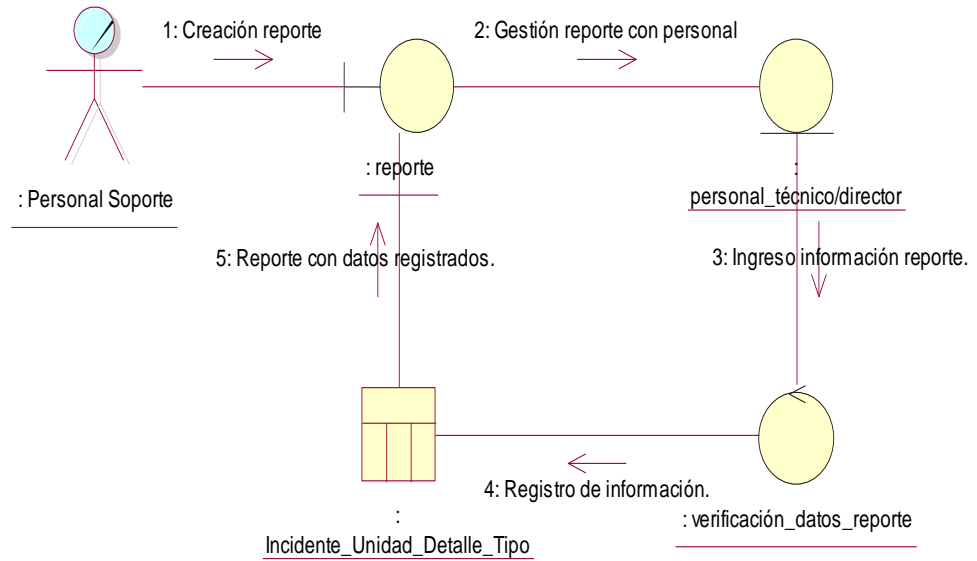 1: Creación reporte
2: Gestión reporte con personal
: reporte
:
personal_técnico/director
: Personal Soporte
5: Reporte con datos registrados.
3: Ingreso información reporte.
4: Registro de información.
:
Incidente_Unidad_Detalle_Tipo
: verificación_datos_reporte